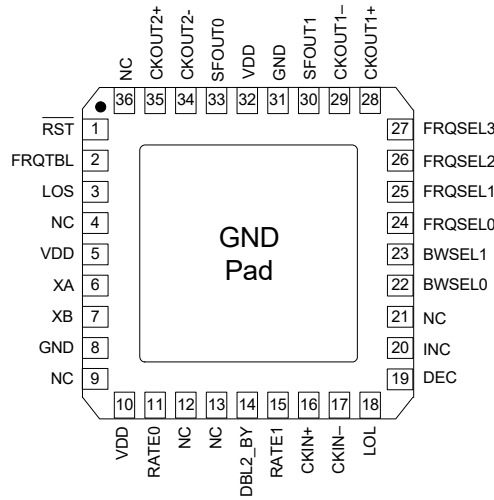 NC
CKOUT2+
CKOUT2-
SFOUT0
VDD
GND
SFOUT1
CKOUT1–
CKOUT1+
36 35 34 33 32 31 30 29 28
RST 1
FRQTBL 2
LOS 3
NC 4
VDD 5
XA 6
XB 7
GND 8
NC 9
GND
Pad
27 FRQSEL3
26 FRQSEL2
25 FRQSEL1
24 FRQSEL0
23 BWSEL1
22 BWSEL0
21 NC
20 INC
19 DEC
10 11 12 13 14 15 16 17 18
VDD
RATE0
NC
NC
DBL2_BY
RATE1
CKIN+
CKIN–
LOL